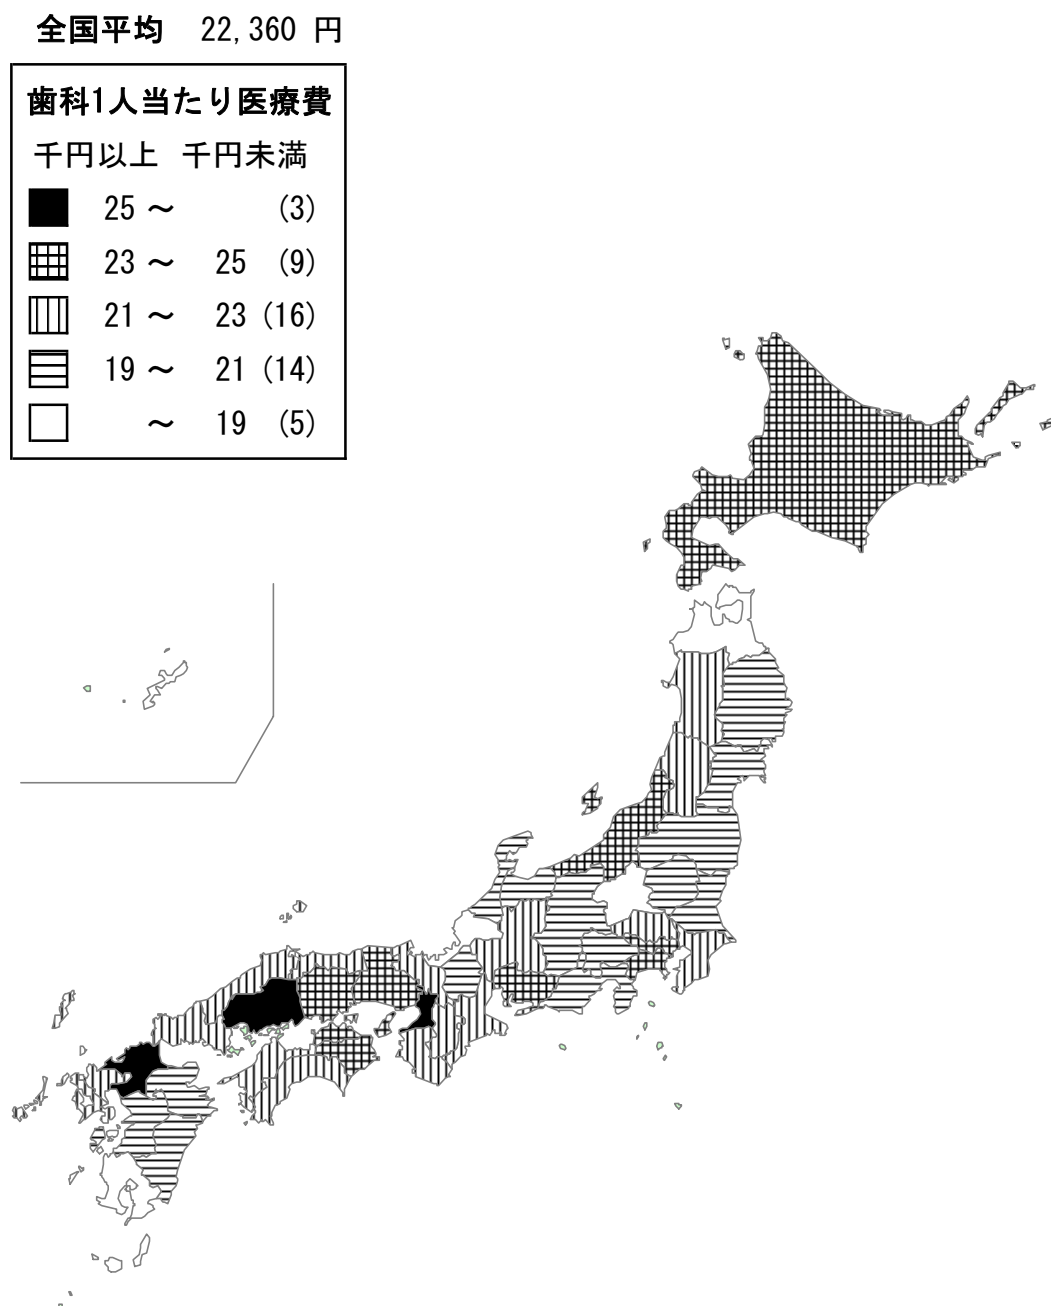 全国平均 22,360 円
歯科1人当たり医療費
千円以上 千円未満
25 ～ (3)
23 ～ 25 (9)
21 ～ 23 (16)
19 ～ 21 (14)
～ 19 (5)